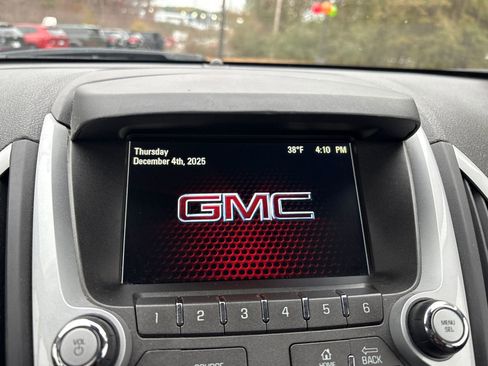 Thursday 38°F 4:10 PM
December 4th, 2025
GMC
1 2 3 4 5 6
VOL
MENU
SEL
HOME
BACK